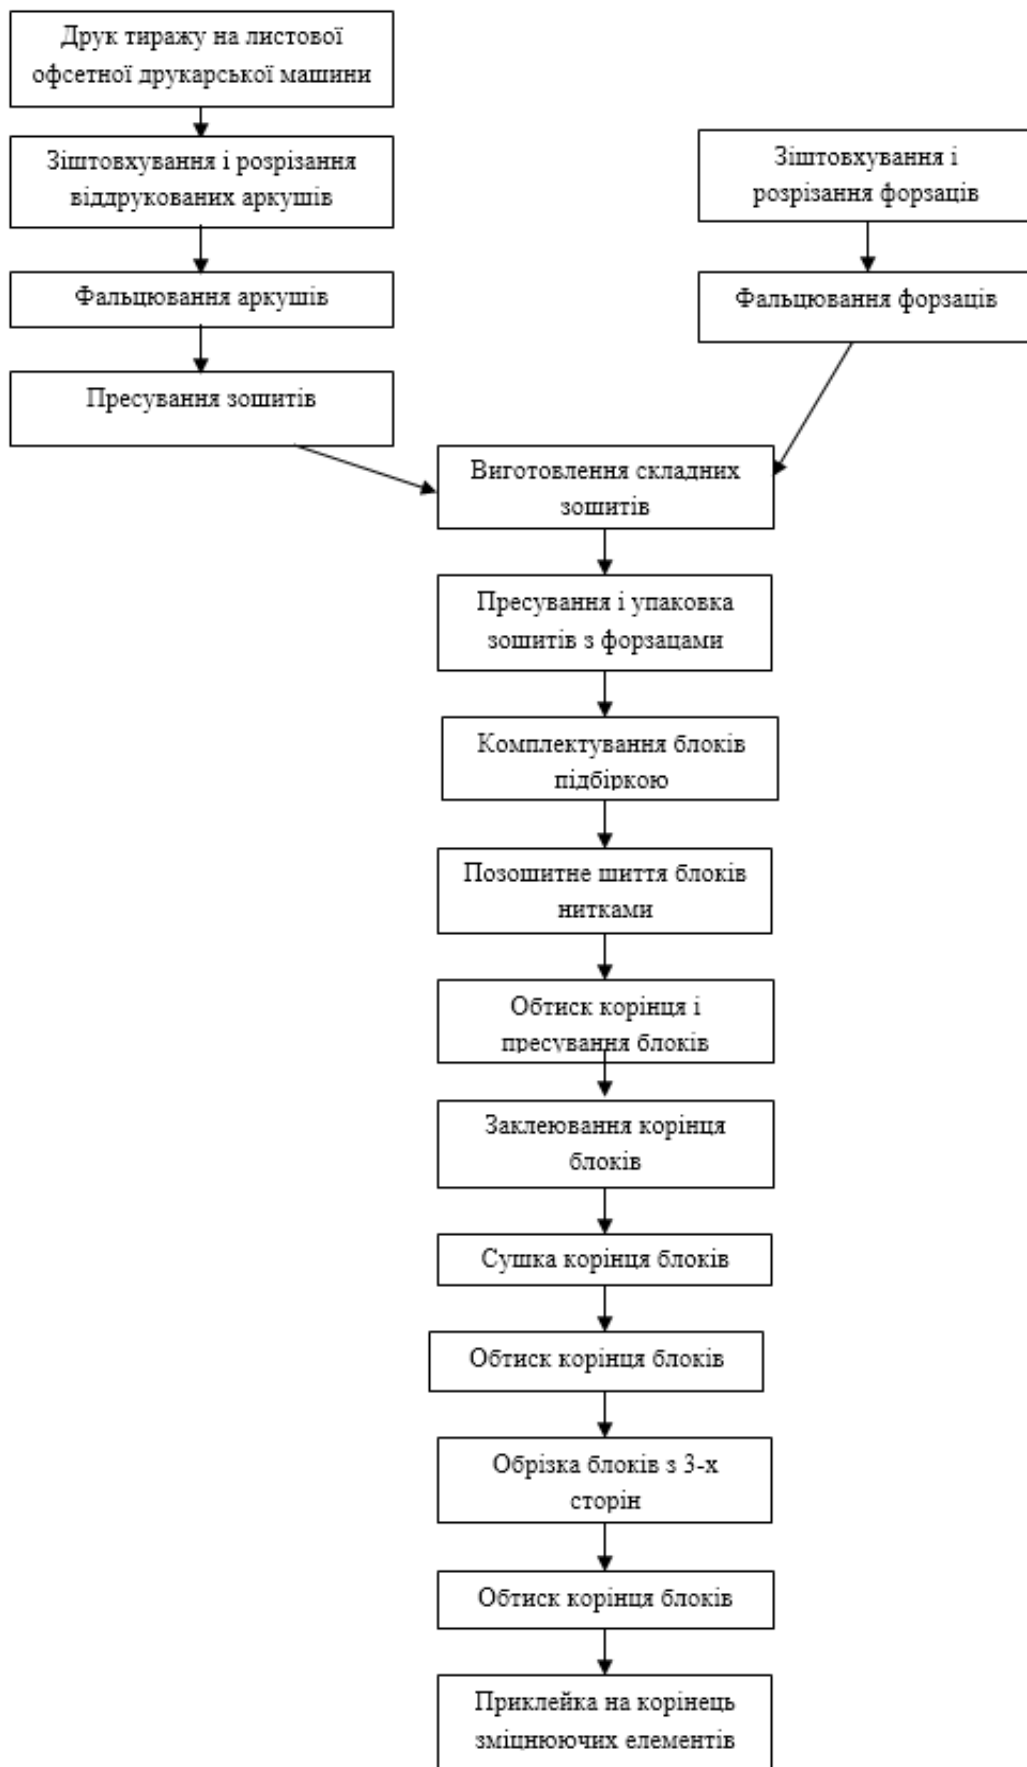 Друк тиражу на листової
офсетної друкарської машини
Зіштовхування і розрізання
віддрукованих аркушів
Фальцювання аркушів
Пресування зошитів
Зіштовхування і
розрізання форзаців
Фальцювання форзаців
Виготовлення складних
зошитів
Пресування і упаковка
зошитів з форзацами
Комплектування блоків
підбіркою
Позошитне шиття блоків
нитками
Обтиск корінця і
пресування блоків
Заклеювання корінця
блоків
Сушка корінця блоків
Обтиск корінця блоків
Обрізка блоків з 3-х
сторін
Обтиск корінця блоків
Приклейка на корінець
зміцнюючих елементів